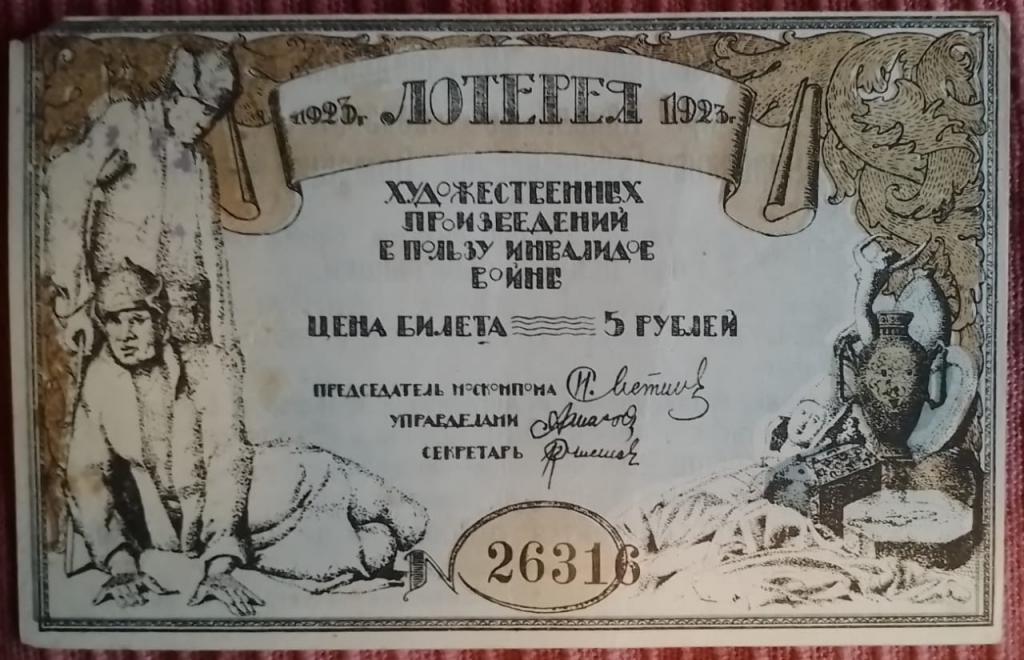 1923г. ЛОТЕРЕЯ 1923г.
ХУДОЖЕСТВЕННЫХ
ПРОИЗВЕДЕНИЙ
В ПОЛЬЗУ ИНВАЛИДОВ
ВОЙНЫ
ЦЕНА БИЛЕТА 5 РУБЛЕЙ
ПРЕДСЕДАТЕЛЬ МОСКОМПОМА
УПРАВДЕЛАМИ
СЕКРЕТАРЬ
№ 26316